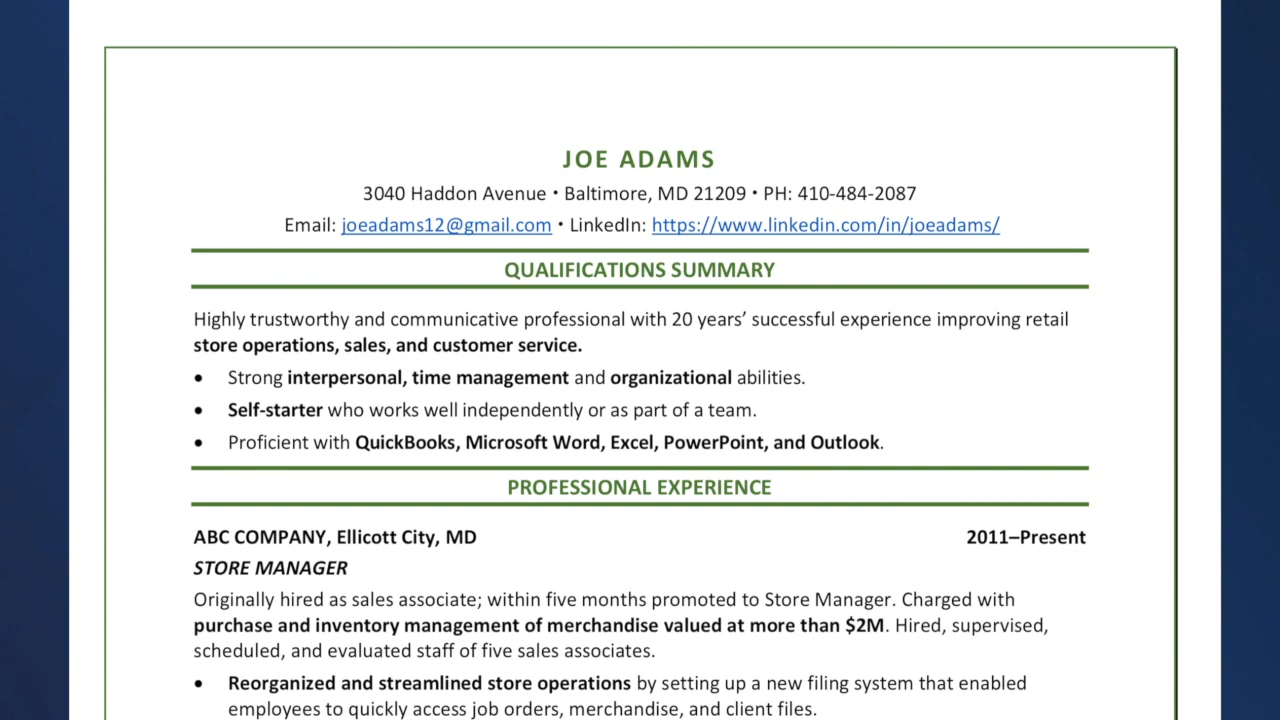 JOE ADAMS
3040 Haddon Avenue • Baltimore, MD 21209 • PH: 410-484-2087
Email: joeadams12@gmail.com • LinkedIn: https://www.linkedin.com/in/joeadams/
QUALIFICATIONS SUMMARY
Highly trustworthy and communicative professional with 20 years’ successful experience improving retail
store operations, sales, and customer service.
• Strong interpersonal, time management and organizational abilities.
• Self-starter who works well independently or as part of a team.
• Proficient with QuickBooks, Microsoft Word, Excel, PowerPoint, and Outlook.
PROFESSIONAL EXPERIENCE
ABC COMPANY, Ellicott City, MD 2011–Present
STORE MANAGER
Originally hired as sales associate; within five months promoted to Store Manager. Charged with
purchase and inventory management of merchandise valued at more than $2M. Hired, supervised,
scheduled, and evaluated staff of five sales associates.
• Reorganized and streamlined store operations by setting up a new filing system that enabled
employees to quickly access job orders, merchandise, and client files.